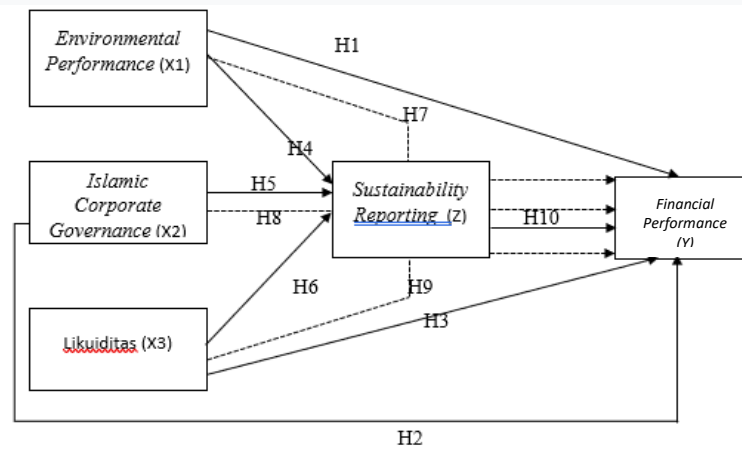 Environmental
Performance (X1)
H1
H7
H4
Islamic
Corporate
Governance (X2)
H5
H8
Sustainability
Reporting (Z)
H10
Financial
Performance
(Y)
H6
H9
H3
Likuiditas (X3)
H2